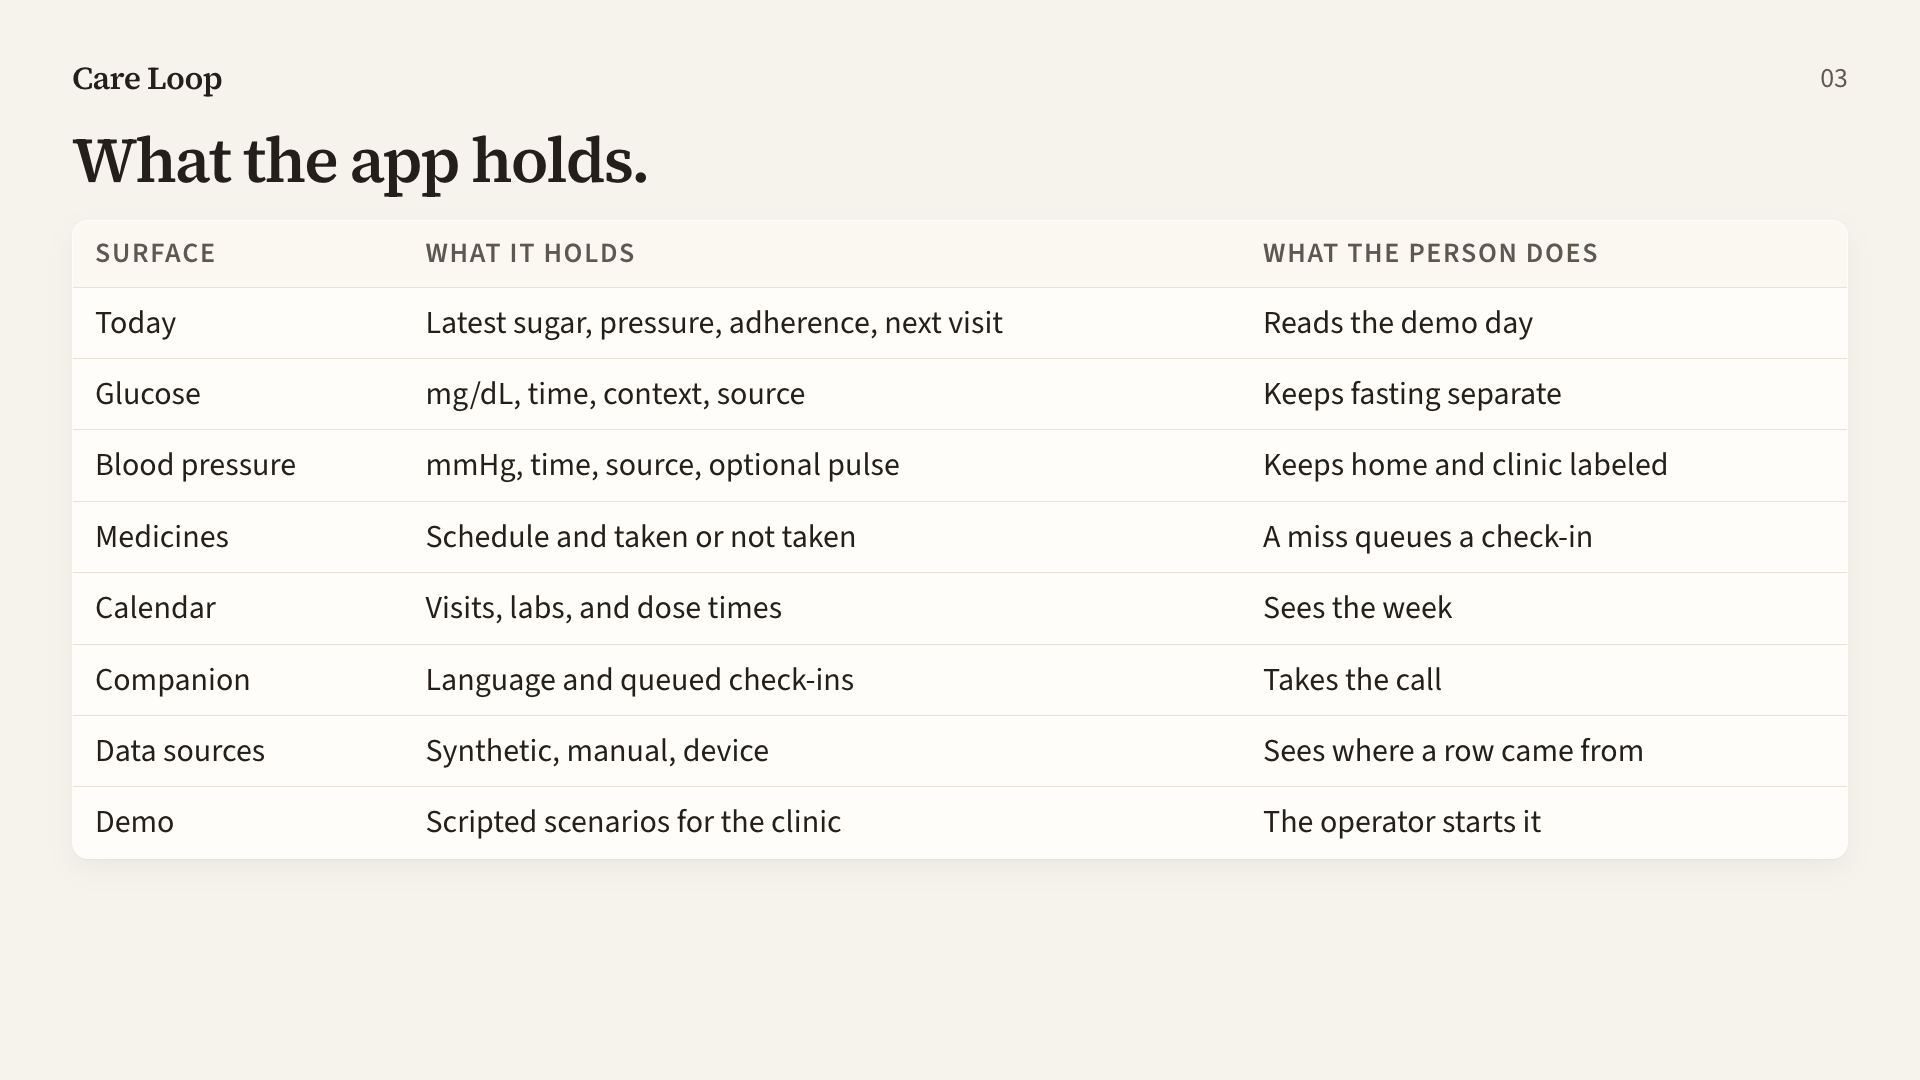 Care Loop
03
What the app holds.
SURFACE WHAT IT HOLDS WHAT THE PERSON DOES
Today Latest sugar, pressure, adherence, next visit Reads the demo day
Glucose mg/dL, time, context, source Keeps fasting separate
Blood pressure mmHg, time, source, optional pulse Keeps home and clinic labeled
Medicines Schedule and taken or not taken A miss queues a check-in
Calendar Visits, labs, and dose times Sees the week
Companion Language and queued check-ins Takes the call
Data sources Synthetic, manual, device Sees where a row came from
Demo Scripted scenarios for the clinic The operator starts it